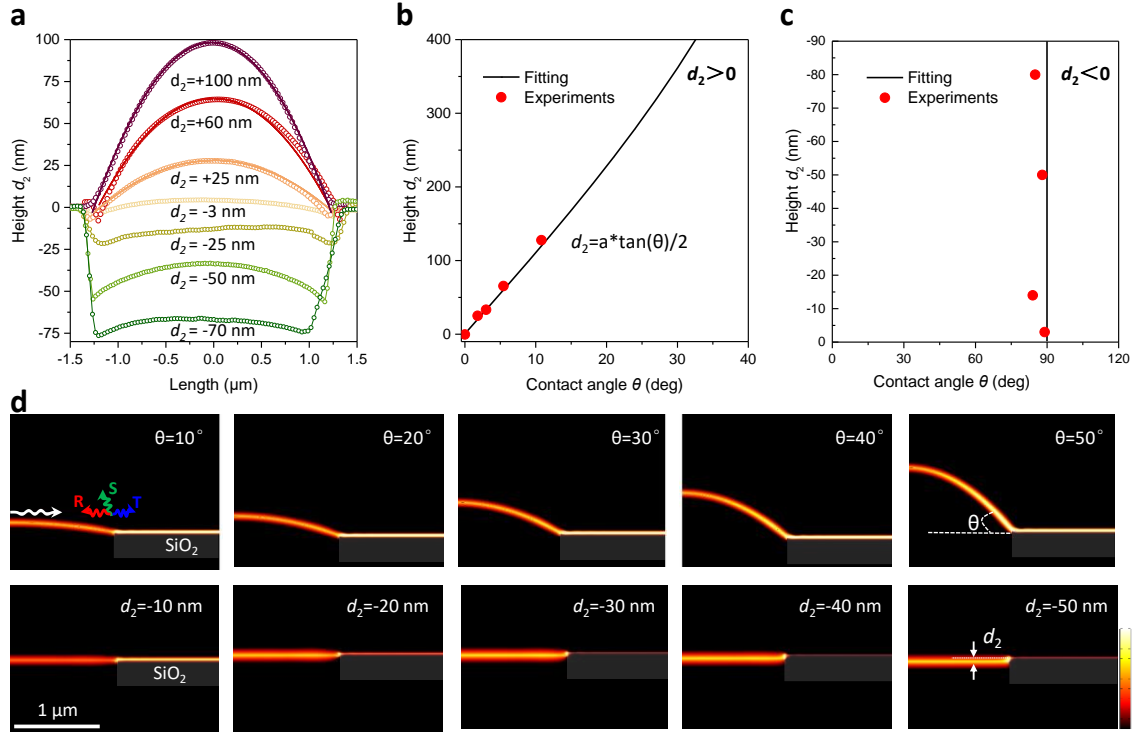 a
100
75
50
25
0
-25
-50
-75
Height d₂ (nm)
d₂=+100 nm
d₂=+60 nm
d₂ = +25 nm
d₂ = -3 nm
d₂ = -25 nm
d₂ = -50 nm
d₂ = -70 nm
-1.5 -1.0 -0.5 0.0 0.5 1.0 1.5
Length (µm)
b
400
300
200
100
0
Height d₂ (nm)
d₂>0
Fitting
Experiments
d₂=a*tan(θ)/2
0 10 20 30 40
Contact angle θ (deg)
c
-90
-80
-70
-60
-50
-40
-30
-20
-10
0
Height d₂ (nm)
d₂<0
Fitting
Experiments
0 30 60 90 120
Contact angle θ (deg)
d
θ=10°
R
S
T
SiO₂
θ=20°
θ=30°
θ=40°
θ=50°
θ
d₂=-10 nm
SiO₂
1 µm
d₂=-20 nm
d₂=-30 nm
d₂=-40 nm
d₂=-50 nm
d₂